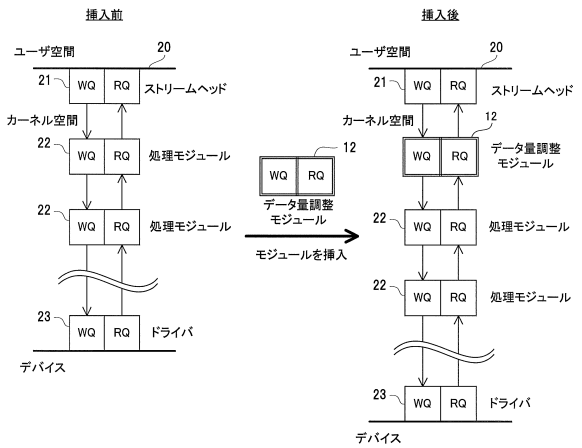 挿入前
ユーザ空間
20
21
WQ
RQ
ストリームヘッド
カーネル空間
22
WQ
RQ
処理モジュール
22
WQ
RQ
処理モジュール
23
WQ
RQ
ドライバ
デバイス
12
WQ
RQ
データ量調整
モジュール
モジュールを挿入
挿入後
ユーザ空間
20
21
WQ
RQ
ストリームヘッド
カーネル空間
12
WQ
RQ
データ量調整
モジュール
22
WQ
RQ
処理モジュール
22
WQ
RQ
処理モジュール
23
WQ
RQ
ドライバ
デバイス